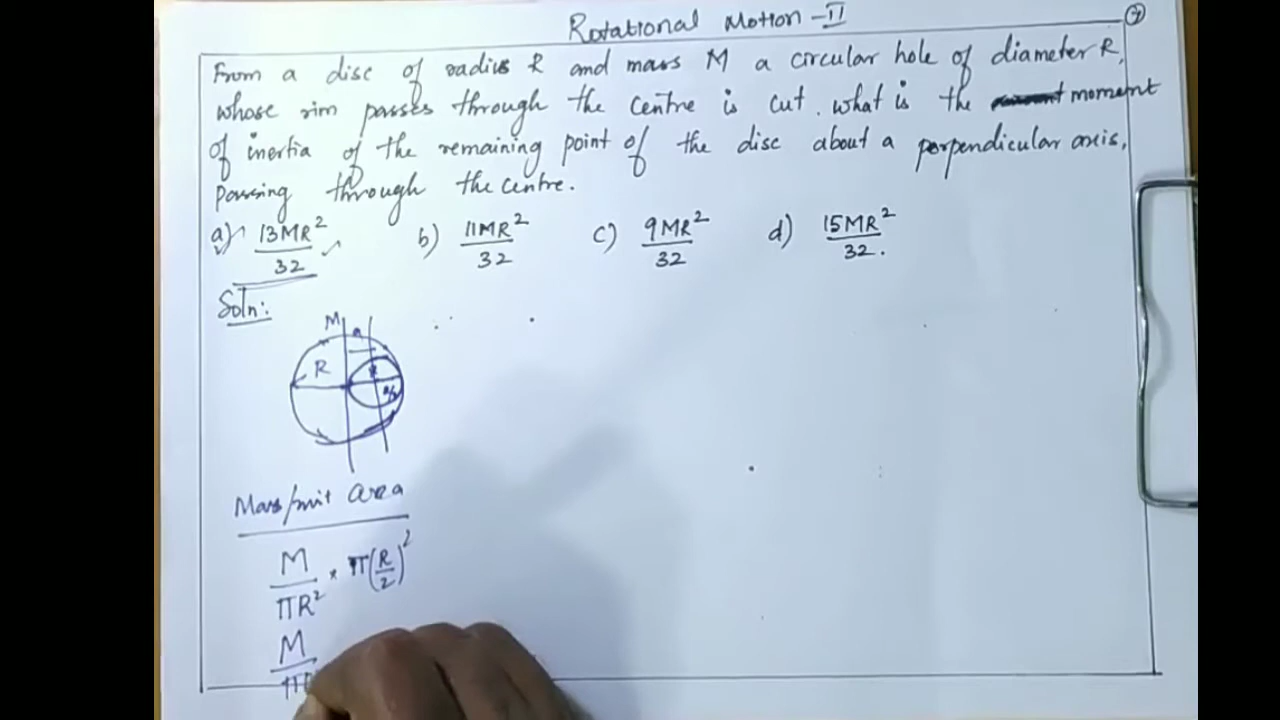 Rotational Motion - II
7
From a disc of radius R and mass M a circular hole of diameter R,
whose rim passes through the centre is cut. what is the moment
of inertia of the remaining point of the disc about a perpendicular axis,
passing through the centre.
a) 13MR²/32 b) 11MR²/32 c) 9MR²/32 d) 15MR²/32.
Soln:
M
R
Mass/unit area
M/πR² × π(R/2)²
M/π